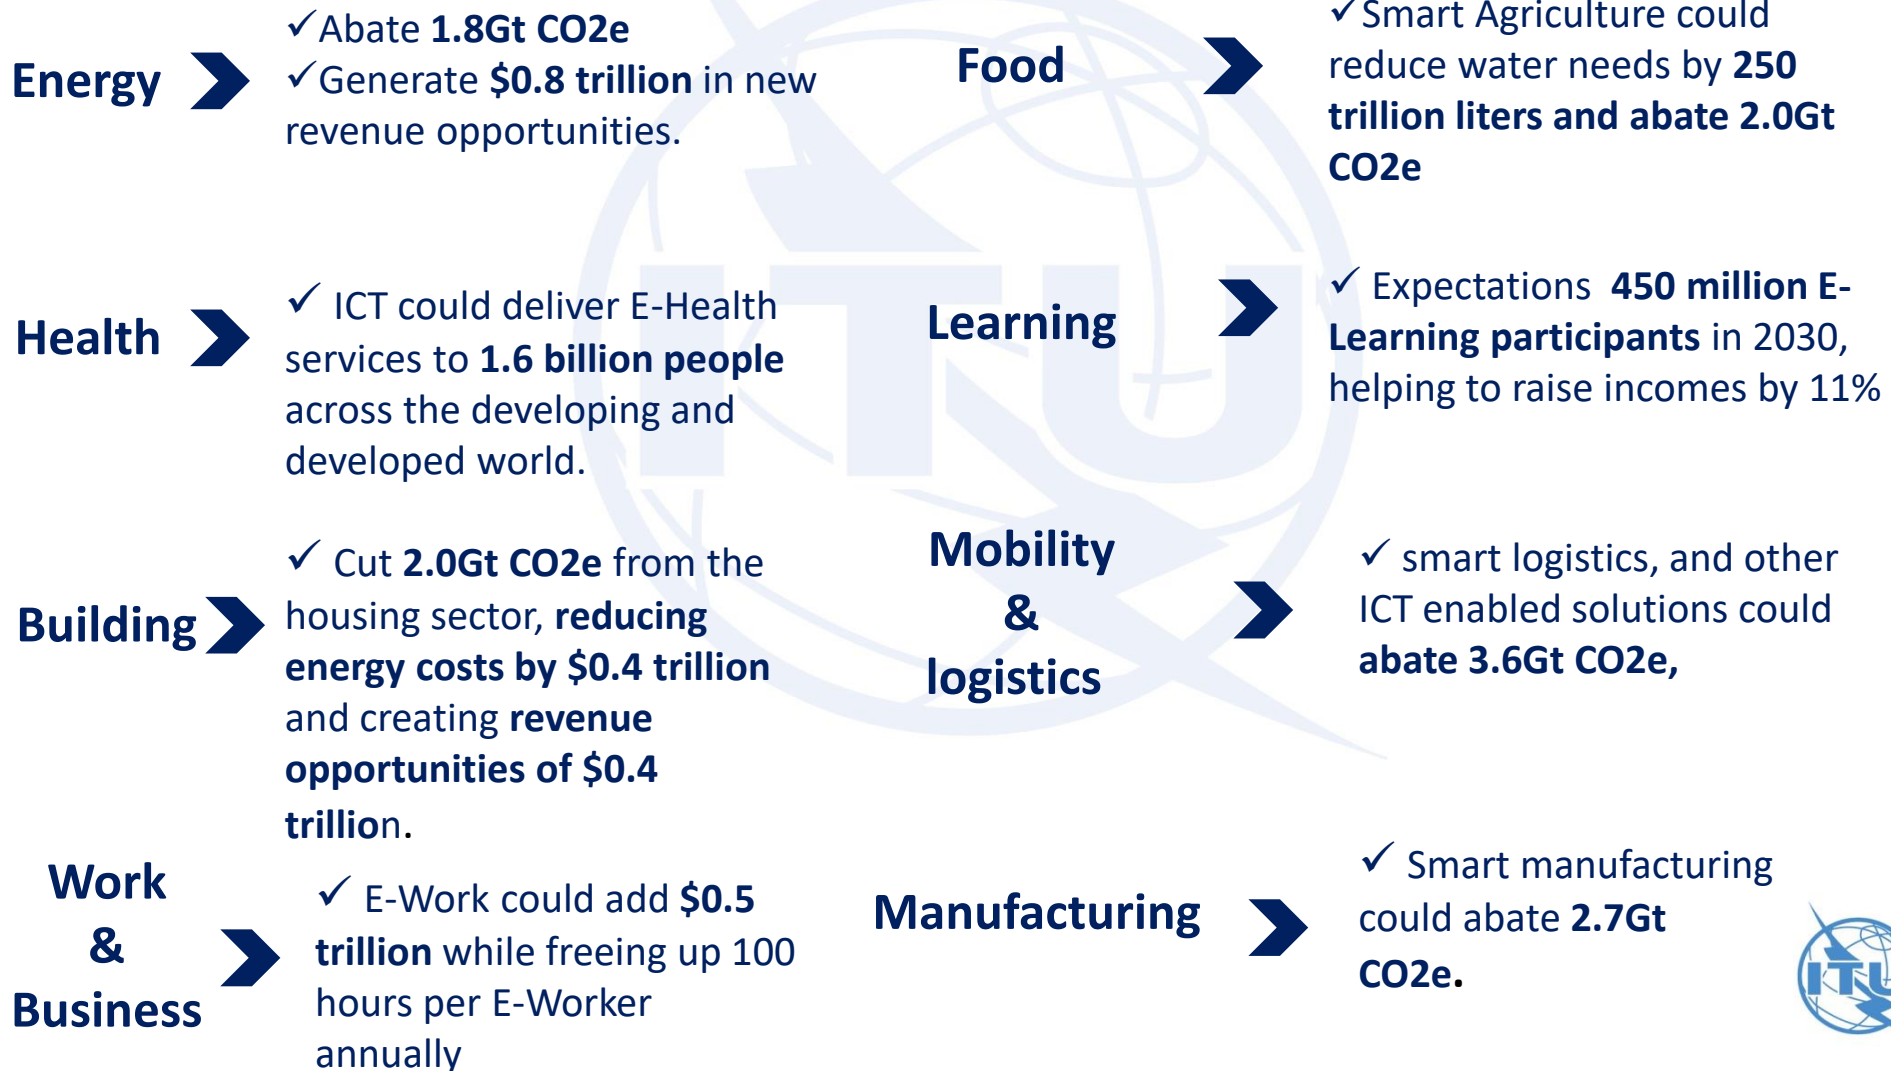 Energy
✓Abate 1.8Gt CO2e
✓Generate $0.8 trillion in new
revenue opportunities.
Food
✓Smart Agriculture could
reduce water needs by 250
trillion liters and abate 2.0Gt
CO2e
Health
✓ ICT could deliver E-Health
services to 1.6 billion people
across the developing and
developed world.
Learning
✓ Expectations 450 million E-
Learning participants in 2030,
helping to raise incomes by 11%
Building
✓ Cut 2.0Gt CO2e from the
housing sector, reducing
energy costs by $0.4 trillion
and creating revenue
opportunities of $0.4
trillion.
Mobility
&
logistics
✓ smart logistics, and other
ICT enabled solutions could
abate 3.6Gt CO2e,
Work
&
Business
✓ E-Work could add $0.5
trillion while freeing up 100
hours per E-Worker
annually
Manufacturing
✓ Smart manufacturing
could abate 2.7Gt
CO2e.
ITU
ITU